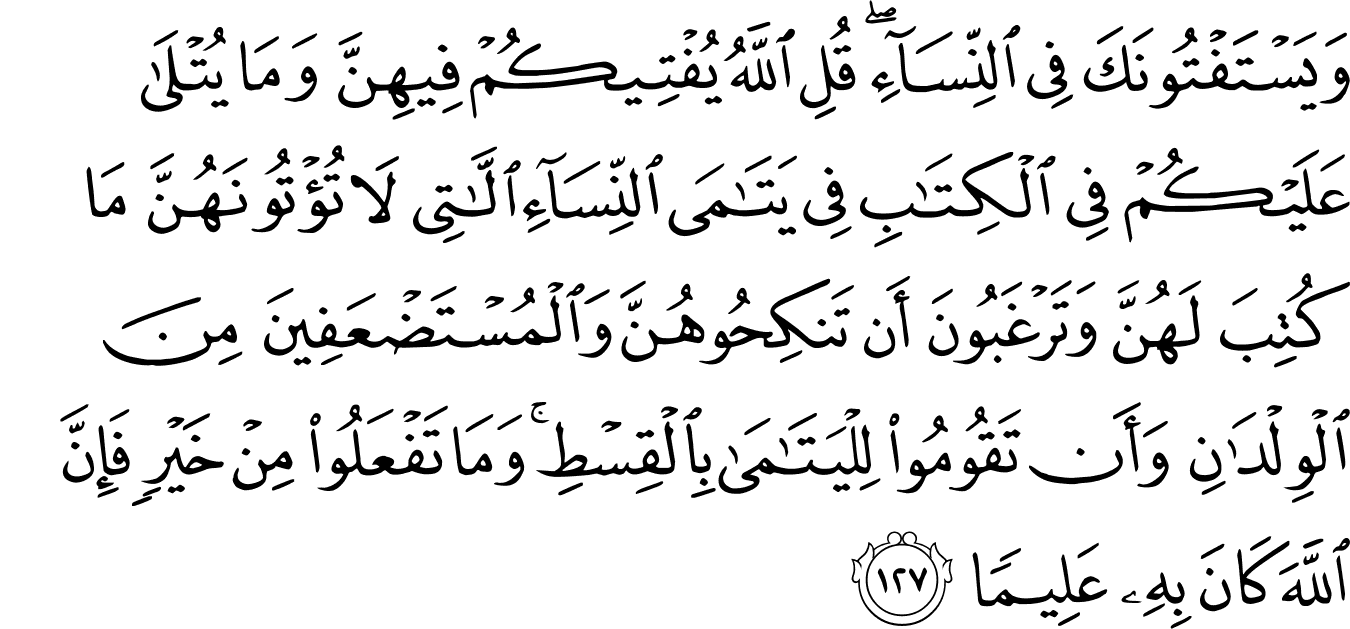 وَيَسۡتَفۡتُونَكَ فِي ٱلنِّسَآءِۖ قُلِ ٱللَّهُ يُفۡتِيكُمۡ فِيهِنَّ وَمَا يُتۡلَىٰ
عَلَيۡكُمۡ فِي ٱلۡكِتَٰبِ فِي يَتَٰمَى ٱلنِّسَآءِ ٱلَّٰتِي لَا تُؤۡتُونَهُنَّ مَا
كُتِبَ لَهُنَّ وَتَرۡغَبُونَ أَن تَنكِحُوهُنَّ وَٱلۡمُسۡتَضۡعَفِينَ مِنَ
ٱلۡوِلۡدَٰنِ وَأَن تَقُومُواْ لِلۡيَتَٰمَىٰ بِٱلۡقِسۡطِۚ وَمَا تَفۡعَلُواْ مِنۡ خَيۡرٖ فَإِنَّ
ٱللَّهَ كَانَ بِهِۦ عَلِيمٗا ١٢٧